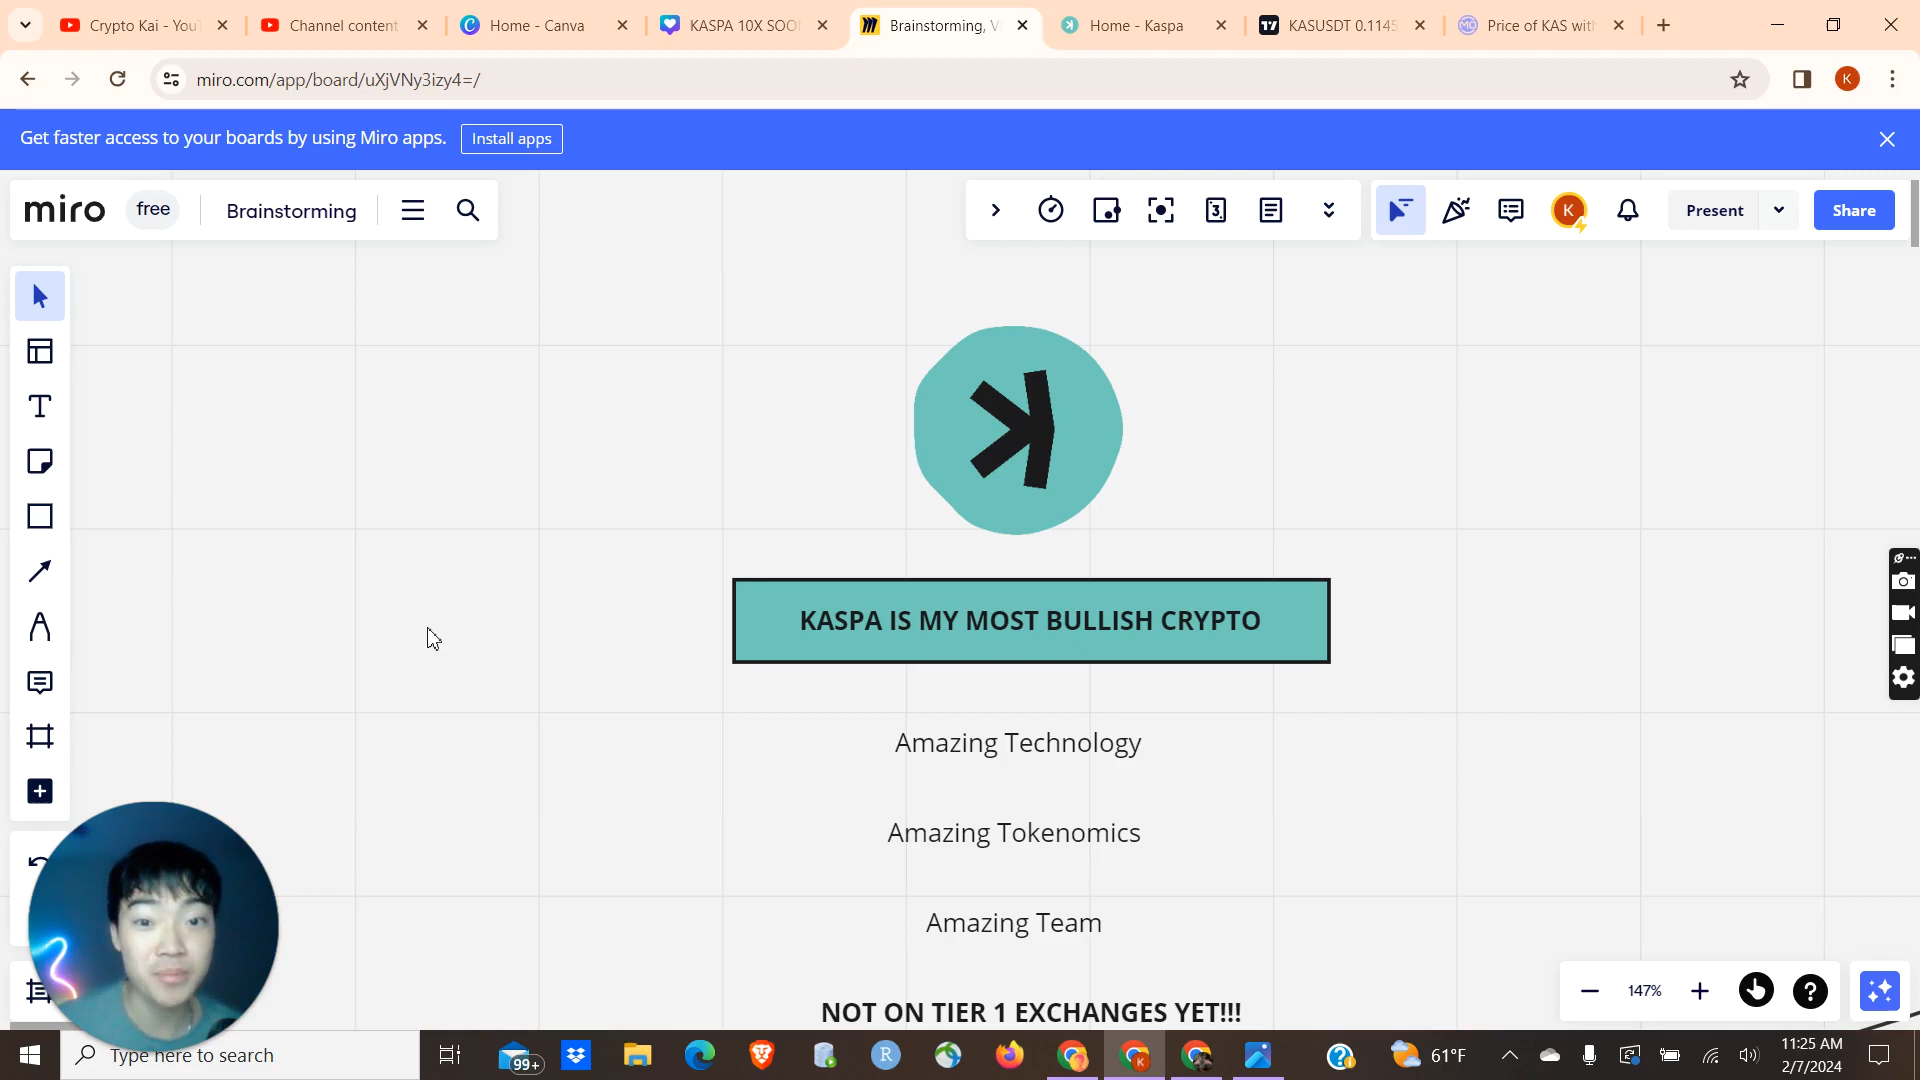 Crypto Kai - You
Channel content
Home - Canva
KASPA 10X SOO
Brainstorming, Vi
Home - Kaspa
KASUSDT 0.1145
Price of KAS with
miro.com/app/board/uXjVNy3izy4=/
K
Get faster access to your boards by using Miro apps.
Install apps
miro
free
Brainstorming
3
K
Present
Share
KASPA IS MY MOST BULLISH CRYPTO
Amazing Technology
Amazing Tokenomics
Amazing Team
NOT ON TIER 1 EXCHANGES YET!!!
147%
Type here to search
99+
61°F
11:25 AM
2/7/2024